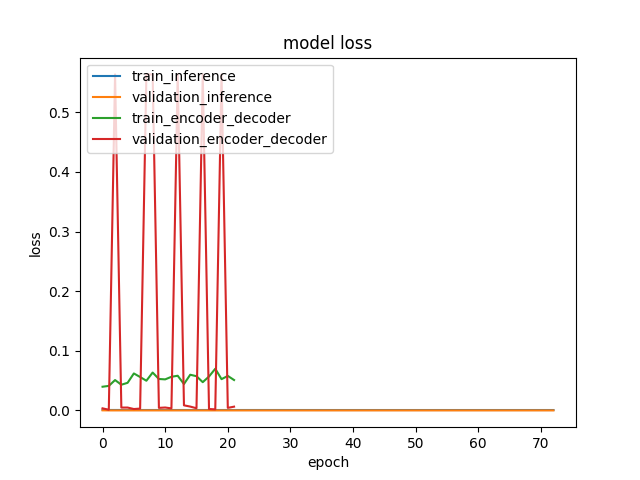 model loss
train_inference
validation_inference
train_encoder_decoder
validation_encoder_decoder
loss
0.5
0.4
0.3
0.2
0.1
0.0
0 10 20 30 40 50 60 70
epoch